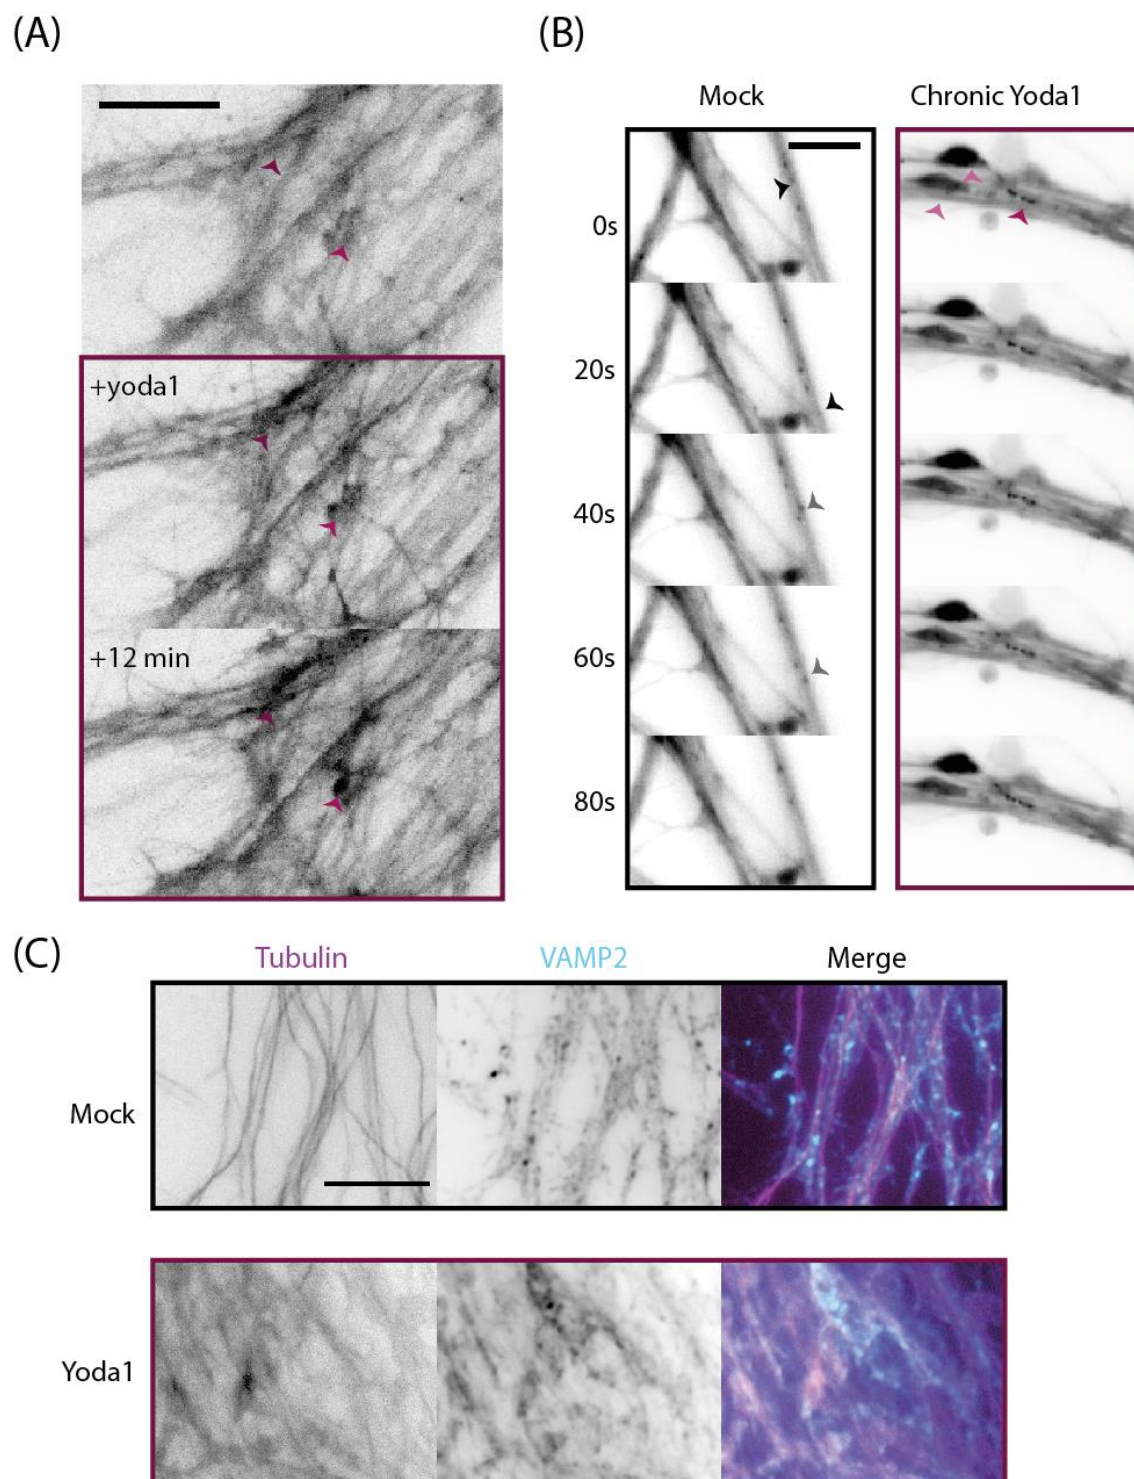 (A)
+yoda1
+12 min
(B)
Mock
Chronic Yoda1
0s
20s
40s
60s
80s
(C)
Tubulin
VAMP2
Merge
Mock
Yoda1